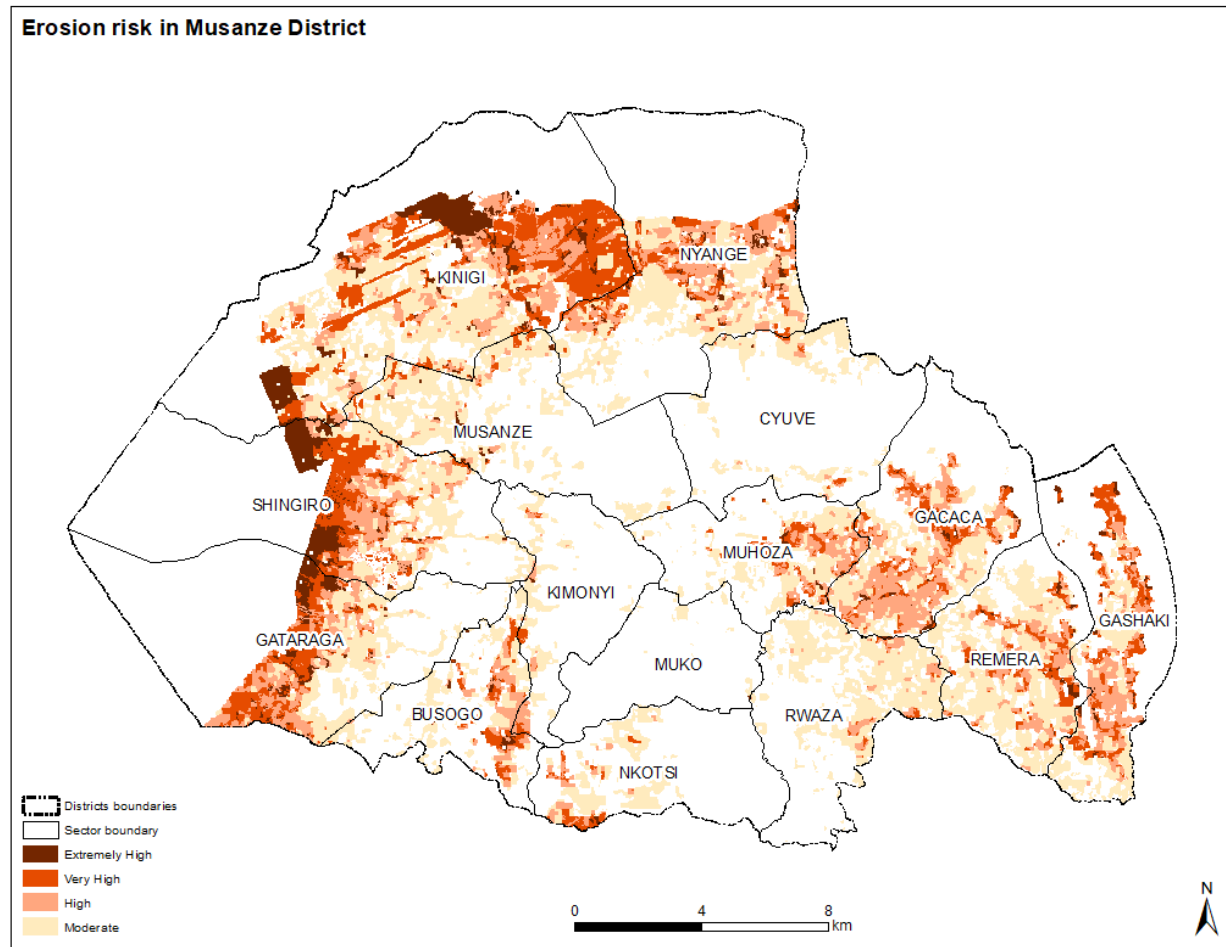 Erosion risk in Musanze District
NYANGE
KINIGI
CYUVE
MUSANZE
SHINGIRO
GACACA
MUHOZA
KIMONYI
GASHAKI
GATARAGA
REMERA
MUKO
BUSOGO
RWAZA
NKOTSI
Districts boundaries
Sector boundary
Extremely High
Very High
High
Moderate
0 4 8
km
N